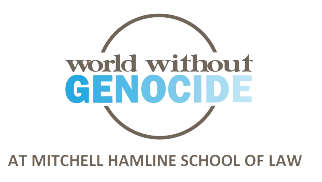 world without
GENOCIDE
AT MITCHELL HAMLINE SCHOOL OF LAW